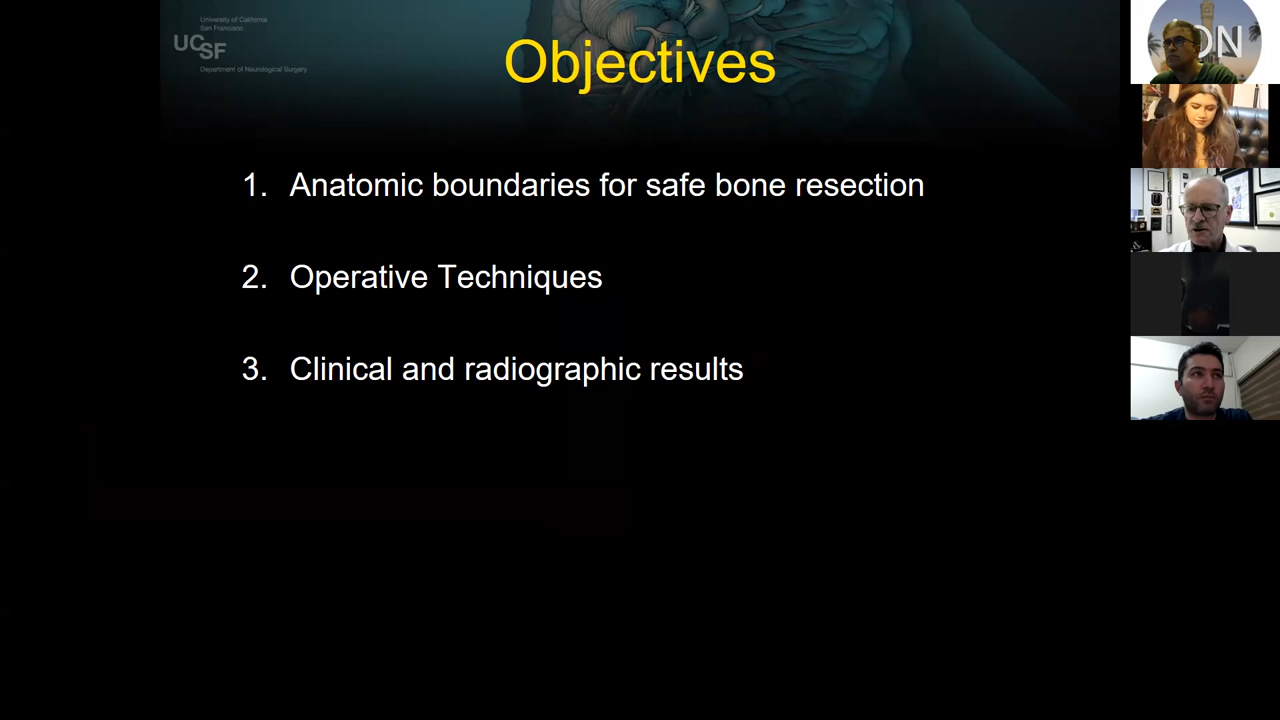 University of California
San Francisco
UCSF
Department of Neurological Surgery
Objectives
1. Anatomic boundaries for safe bone resection
2. Operative Techniques
3. Clinical and radiographic results